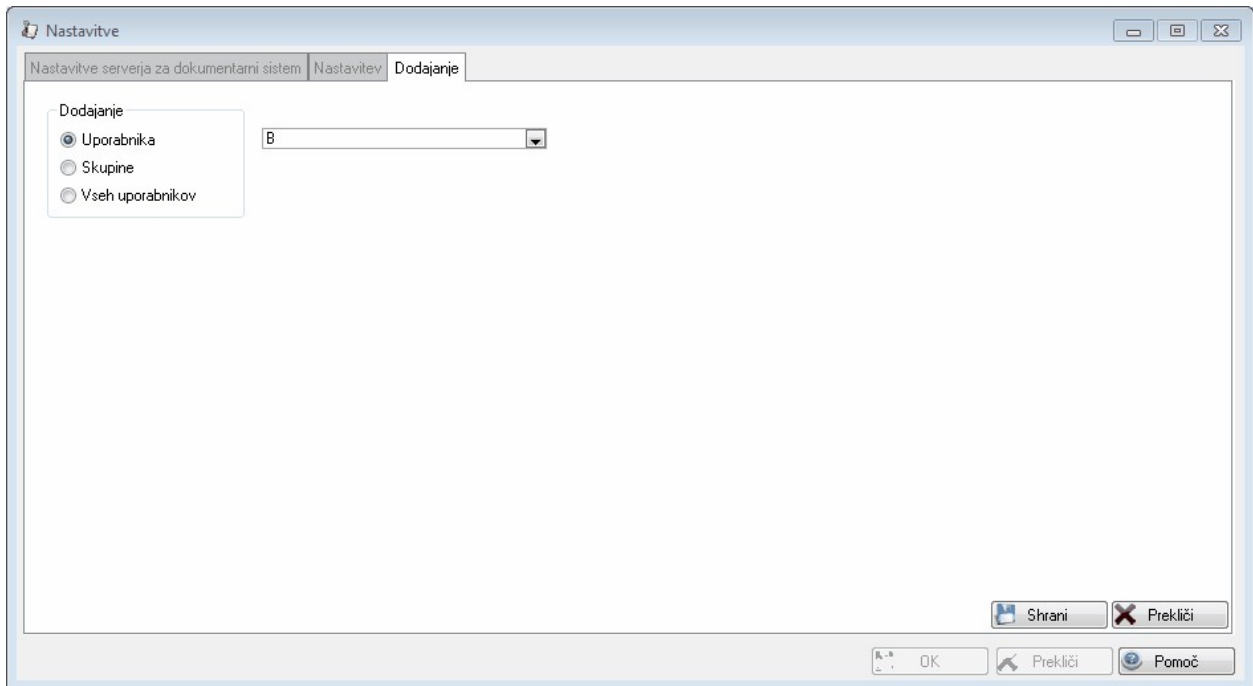 Nastavitve
Nastavitve serverja za dokumentarni sistem Nastavitev Dodajanje
Dodajanje
Uporabnika B
Skupine
Vseh uporabnikov
Shrani Prekliči
OK Prekliči Pomoč